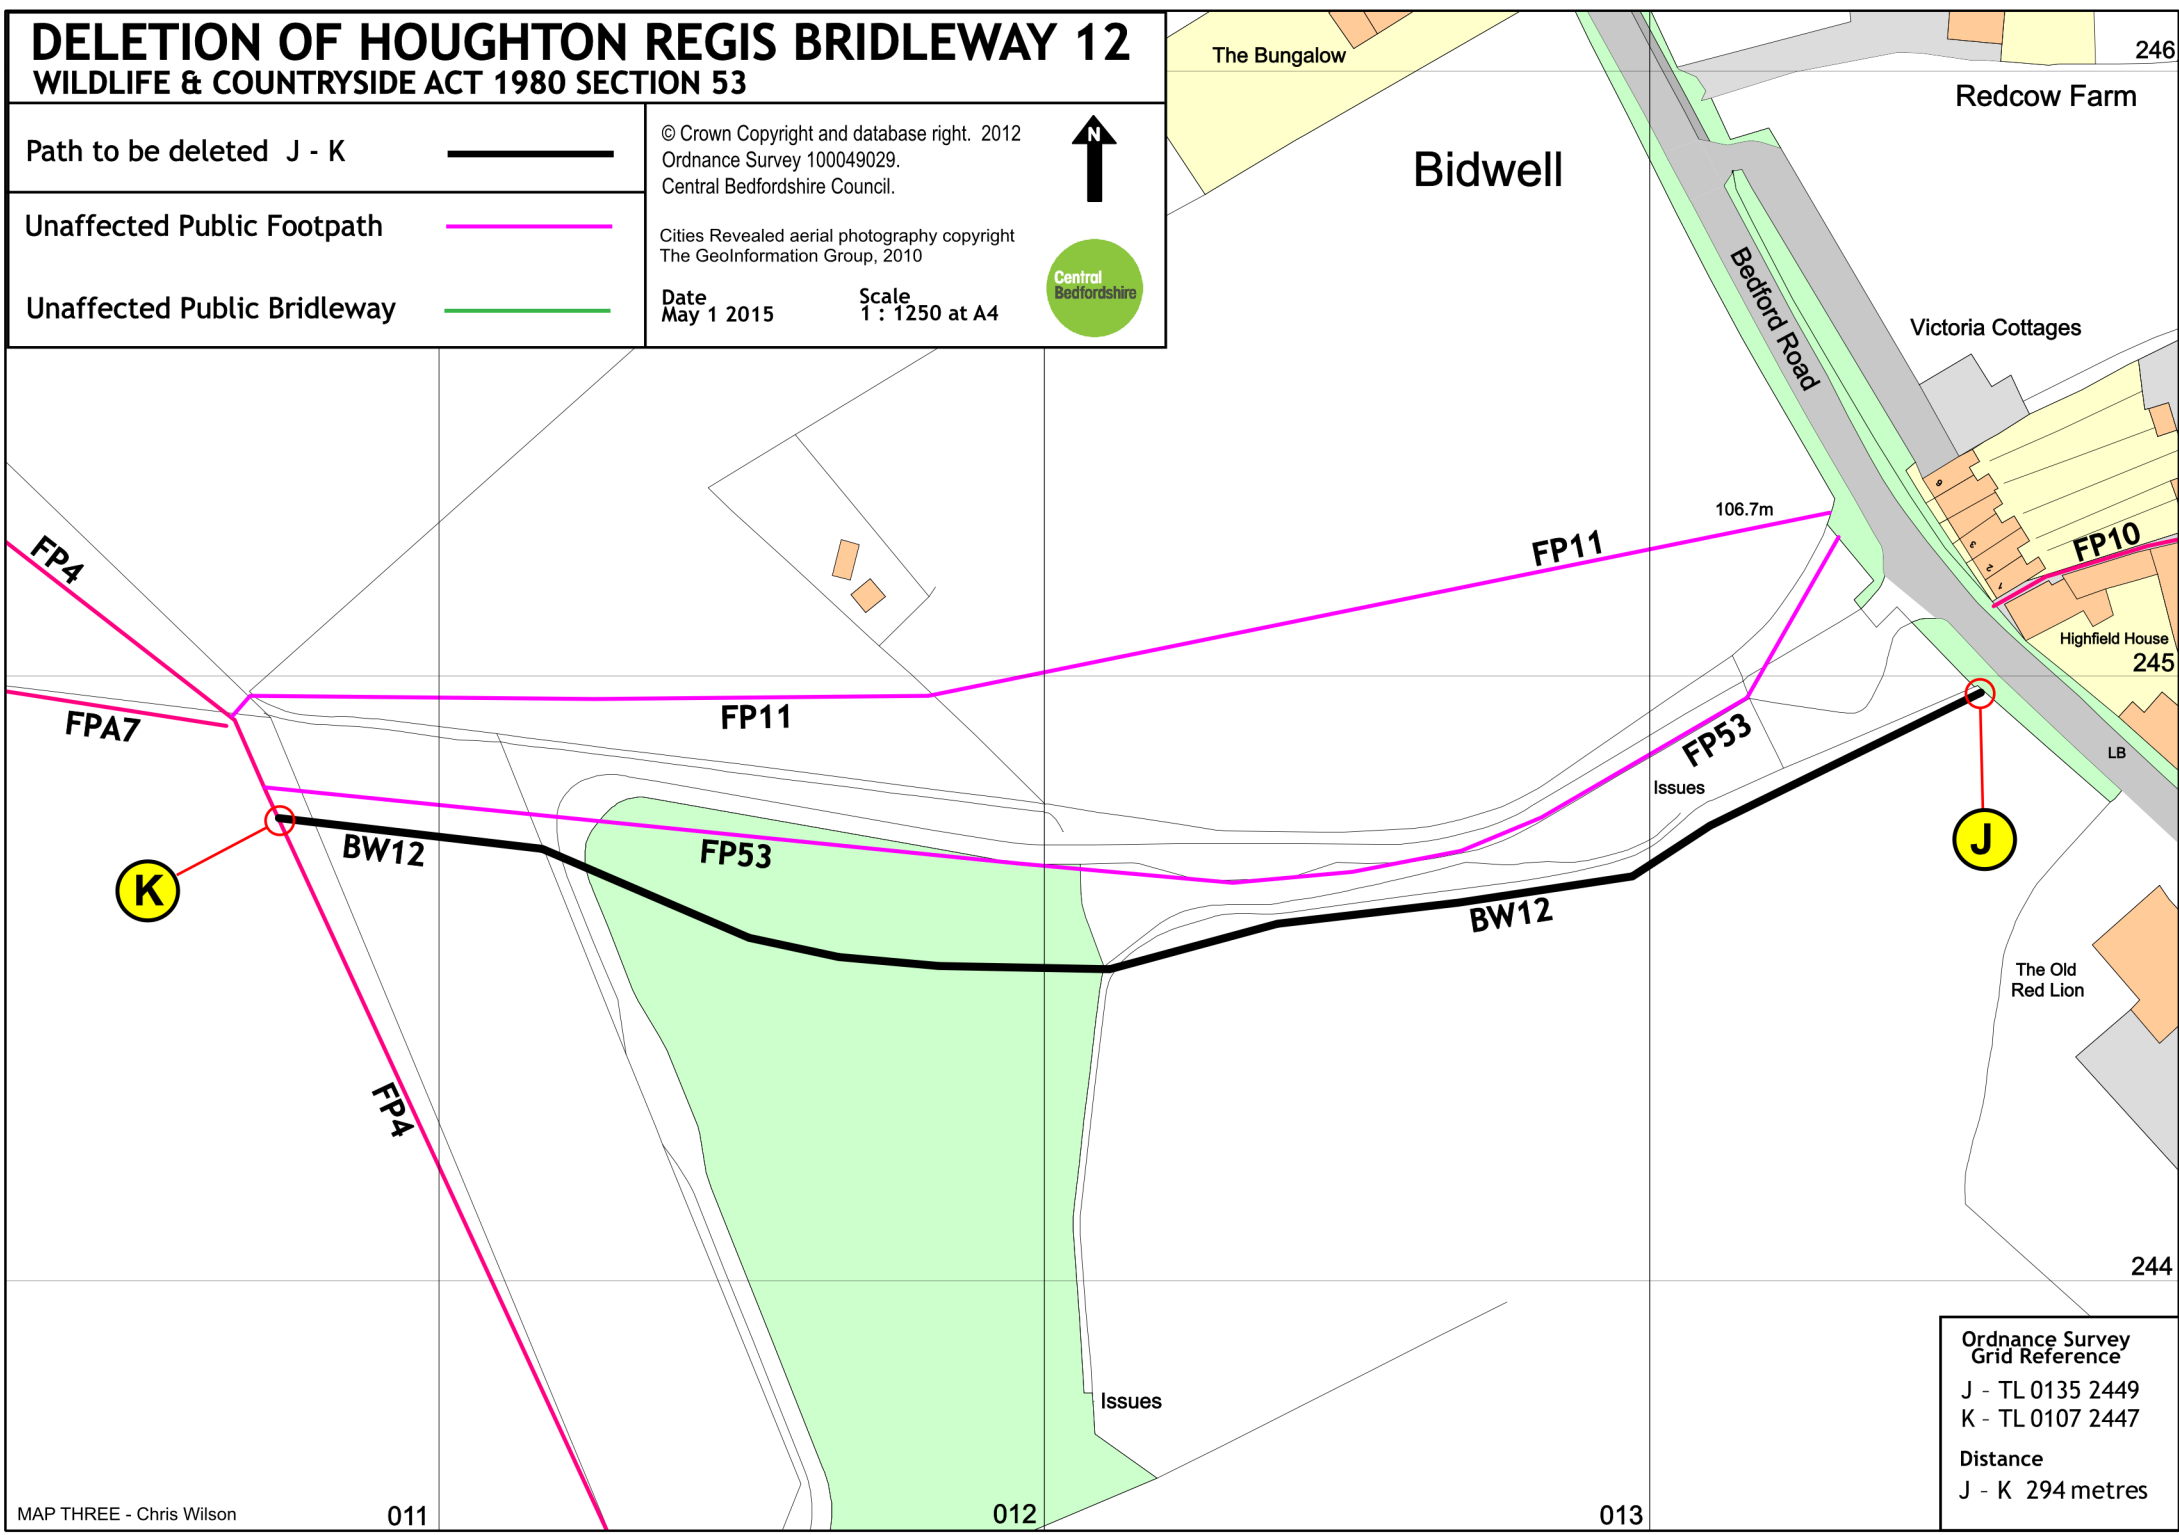 DELETION OF HOUGHTON REGIS BRIDLEWAY 12
WILDLIFE & COUNTRYSIDE ACT 1980 SECTION 53
Path to be deleted J - K
Unaffected Public Footpath
Unaffected Public Bridleway
© Crown Copyright and database right. 2012
Ordnance Survey 100049029.
Central Bedfordshire Council.
Cities Revealed aerial photography copyright
The GeoInformation Group, 2010
Date
May 1 2015
Scale
1 : 1250 at A4
N
Central
Bedfordshire
The Bungalow
246
Redcow Farm
Bidwell
Bedford Road
Victoria Cottages
6
3
2
1
106.7m
FP11
FP10
FP4
Highfield House
245
FPA7
FP11
FP53
LB
Issues
J
BW12
FP53
K
BW12
The Old
Red Lion
FP4
244
Issues
Ordnance Survey
Grid Reference
J - TL 0135 2449
K - TL 0107 2447
Distance
J - K 294 metres
MAP THREE - Chris Wilson
011
012
013